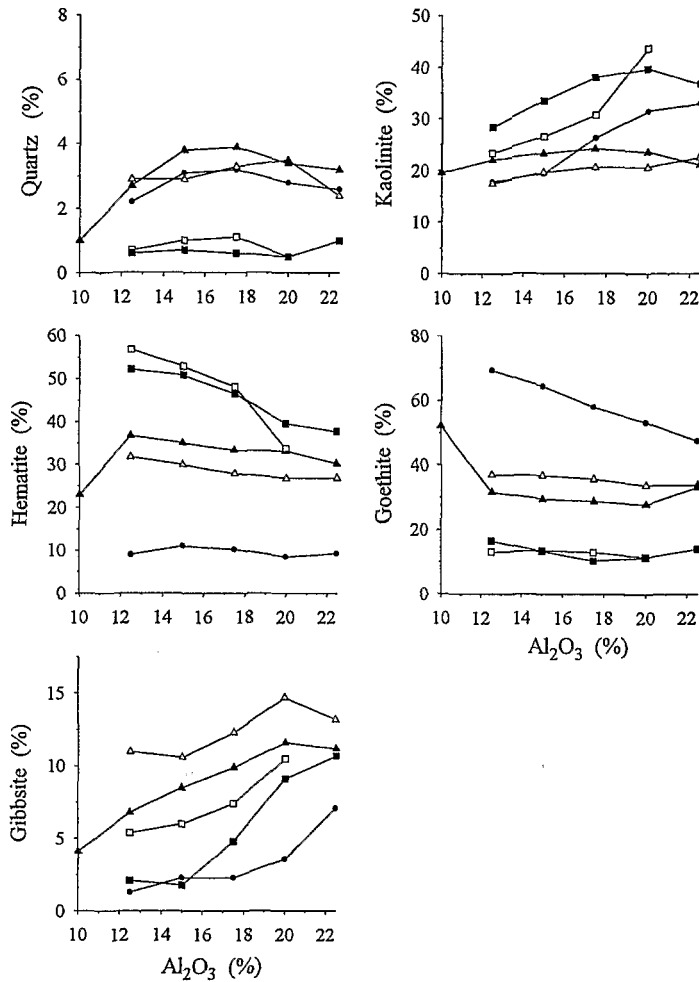 Quartz (%)
8
6
4
2
0
10 12 14 16 18 20 22
Kaolinite (%)
50
40
30
20
10
0
10 12 14 16 18 20 22
Hematite (%)
60
50
40
30
20
10
0
10 12 14 16 18 20 22
Goethite (%)
80
60
40
20
0
10 12 14 16 18 20 22
Al₂O₃ (%)
Gibbsite (%)
15
10
5
0
10 12 14 16 18 20 22
Al₂O₃ (%)